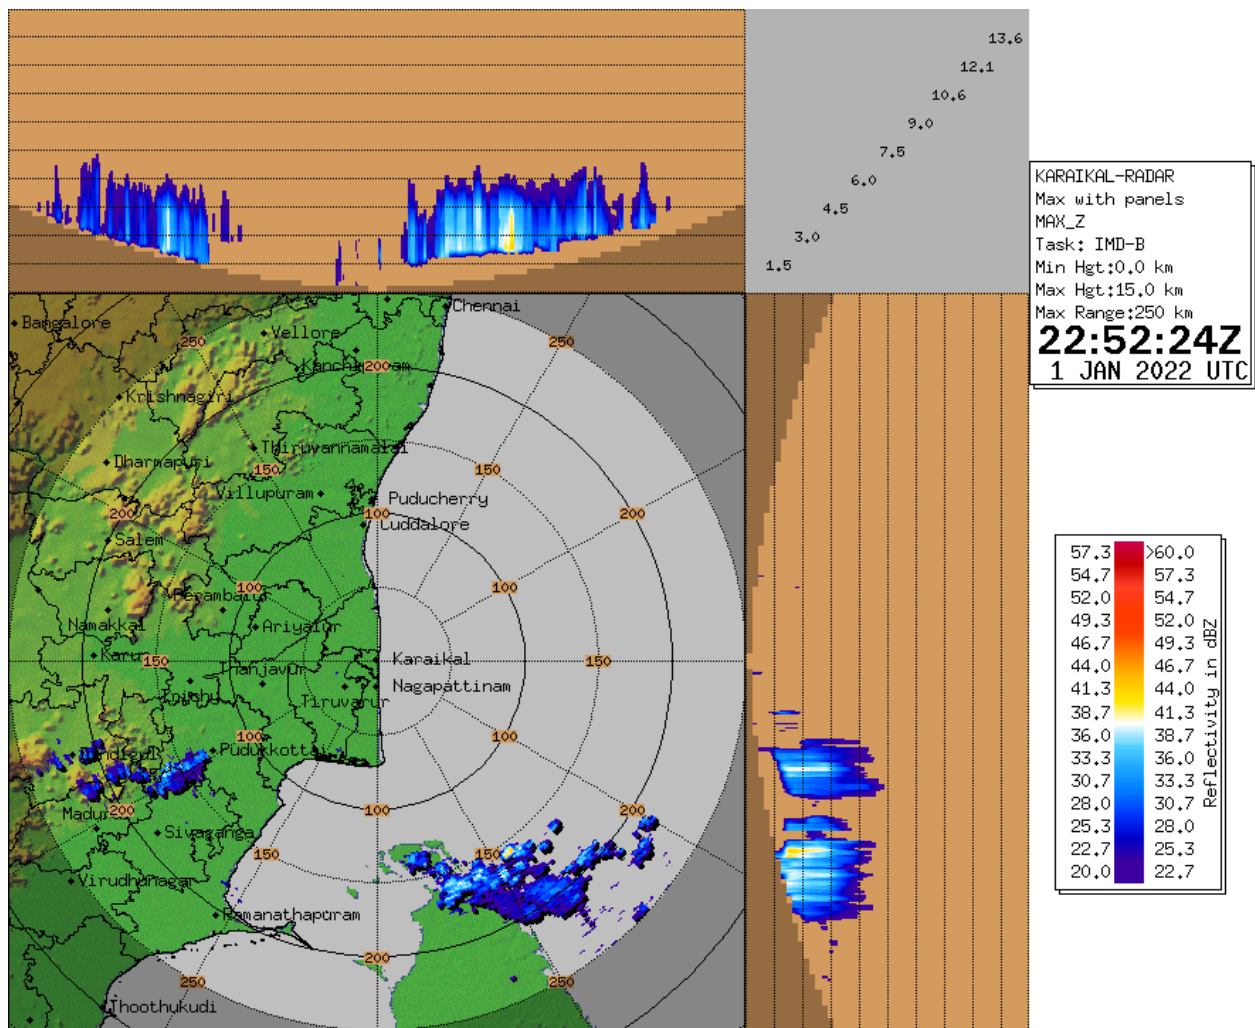 13.6
12.1
10.6
9.0
7.5
6.0
4.5
3.0
1.5
KARAIKAL-RADAR
Max with panels
MAX_Z
Task: IMD-B
Min Hgt:0.0 km
Max Hgt:15.0 km
Max Range:250 km
22:52:24Z
1 JAN 2022 UTC
Chennai
Bangalore
Vellore
250
250
200
Krishnagiri
Thiruvannamalai
Dharmapuri
150
150
Villupuram
Puducherry
200
100
200
Cuddalore
Salem
100
100
Perambalur
Namakkal
Ariyalur
Karur
150
Karaikal
150
Thanjavur
Nagapattinam
Tiruvarur
100
Pudukkottai
100
200
100
200
Sivaganga
150
150
150
Virudhunagar
Ramanathapuram
200
250
250
Thoothukudi
57.3 >60.0
54.7 57.3
52.0 54.7
49.3 52.0
46.7 49.3
44.0 46.7
41.3 44.0
38.7 41.3
36.0 38.7
33.3 36.0
30.7 33.3
28.0 30.7
25.3 28.0
22.7 25.3
20.0 22.7
Reflectivity in dBZ